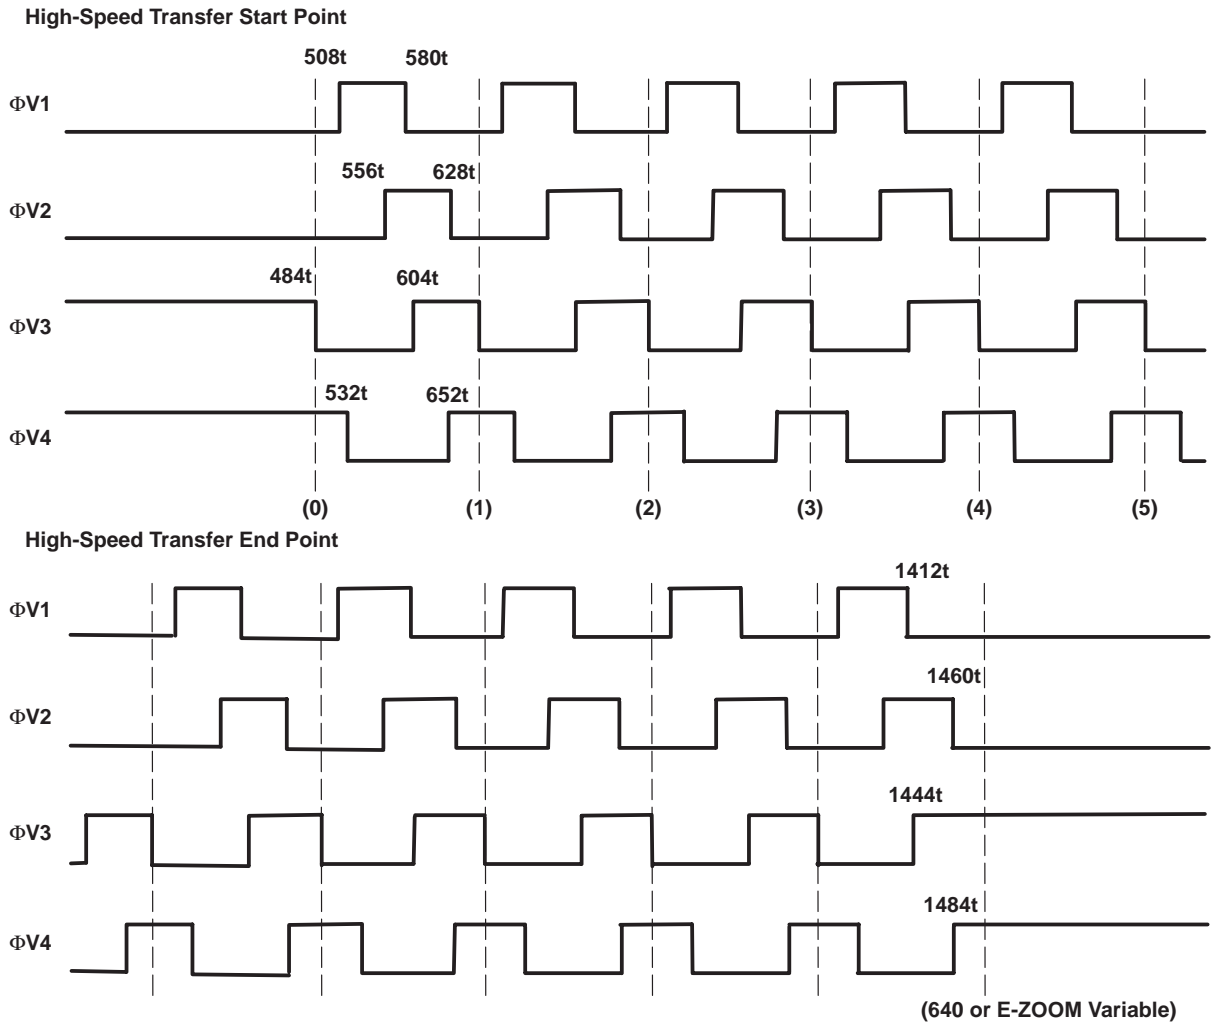 High-Speed Transfer Start Point
508t 580t
ΦV1
556t 628t
ΦV2
484t 604t
ΦV3
532t 652t
ΦV4
(0) (1) (2) (3) (4) (5)
High-Speed Transfer End Point
1412t
ΦV1
1460t
ΦV2
1444t
ΦV3
1484t
ΦV4
(640 or E-ZOOM Variable)